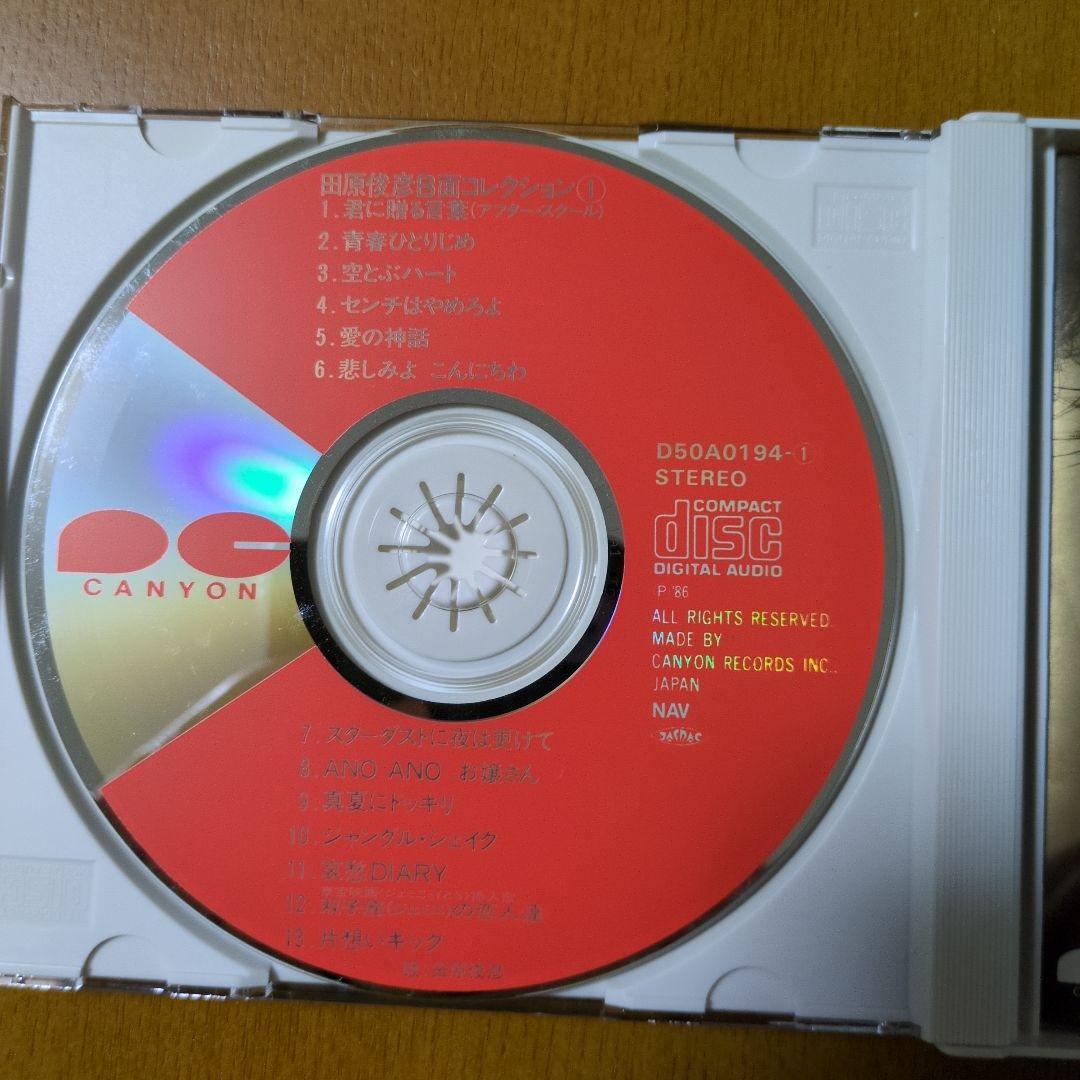 田原俊彦B面コレクション①
1.君に贈る言葉(アフター・スクール)
2.青春ひとりじめ
3.空とぶハート
4.センチはやめろよ
5.愛の神話
6.悲しみよ こんにちわ
D50A0194-①
STEREO
COMPACT
disc
DIGITAL AUDIO
P '86
ALL RIGHTS RESERVED.
MADE BY
CANYON RECORDS INC.,
JAPAN
NAV
JASRAC
CANYON
7.スターダストに夜は更けて
8.ANO ANO お嬢さん
9.真夏にドッキリ
10.ジャングル・シェイク
11.哀愁DIARY
12.獅子座の恋人達
13.片想いキック
歌:田原俊彦